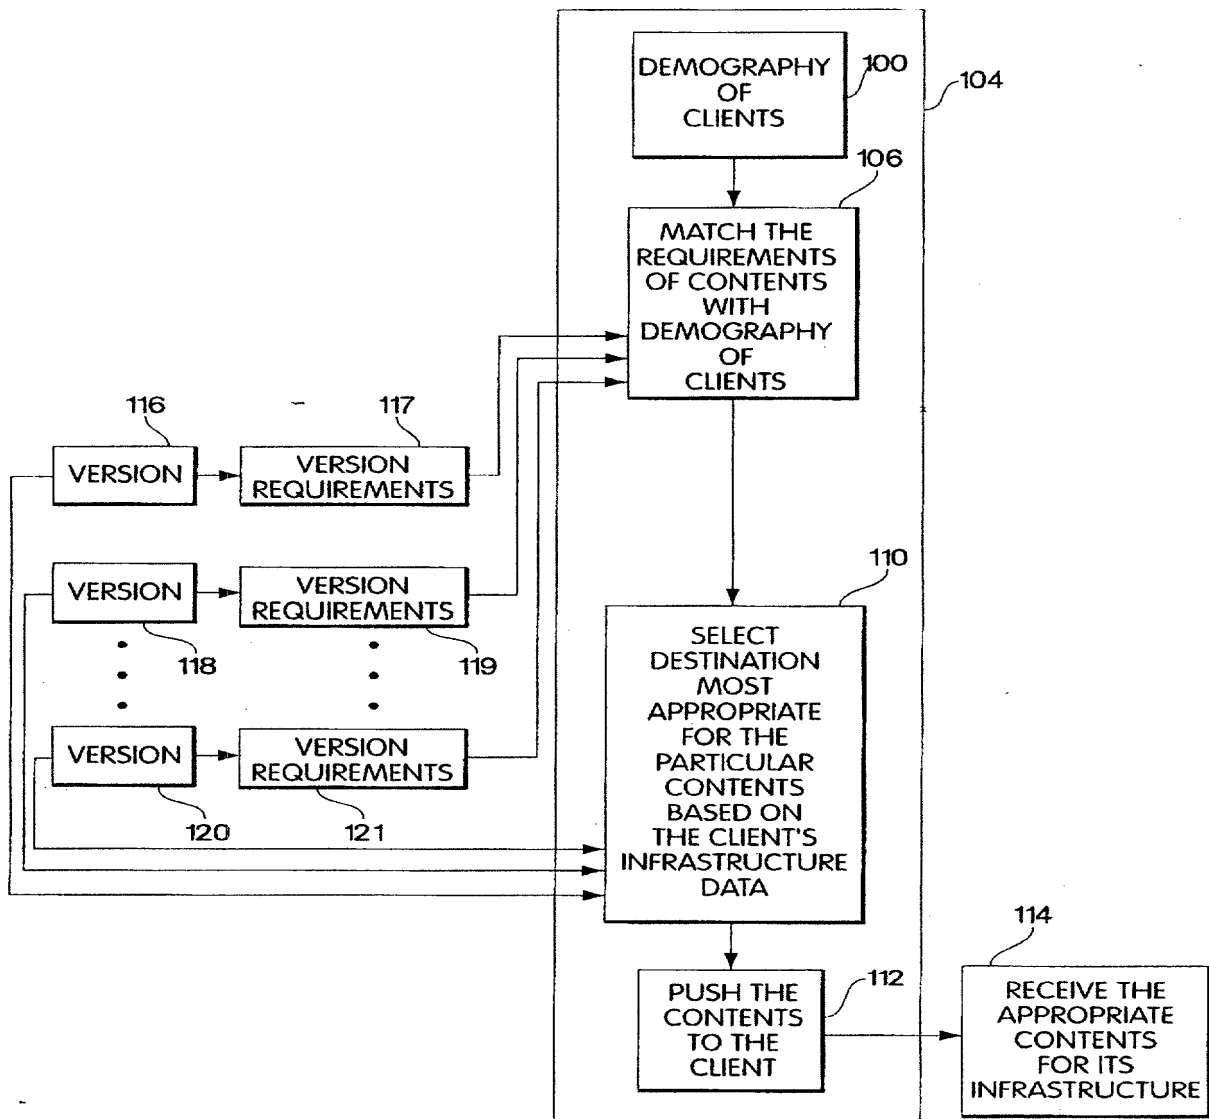 DEMOGRAPHY
OF
CLIENTS
100
104
106
MATCH THE
REQUIREMENTS
OF CONTENTS
WITH
DEMOGRAPHY
OF
CLIENTS
116
117
VERSION
VERSION
REQUIREMENTS
VERSION
VERSION
REQUIREMENTS
118
119
VERSION
VERSION
REQUIREMENTS
120
121
110
SELECT
DESTINATION
MOST
APPROPRIATE
FOR THE
PARTICULAR
CONTENTS
BASED ON
THE CLIENT'S
INFRASTRUCTURE
DATA
112
PUSH THE
CONTENTS
TO THE
CLIENT
114
RECEIVE THE
APPROPRIATE
CONTENTS
FOR ITS
INFRASTRUCTURE